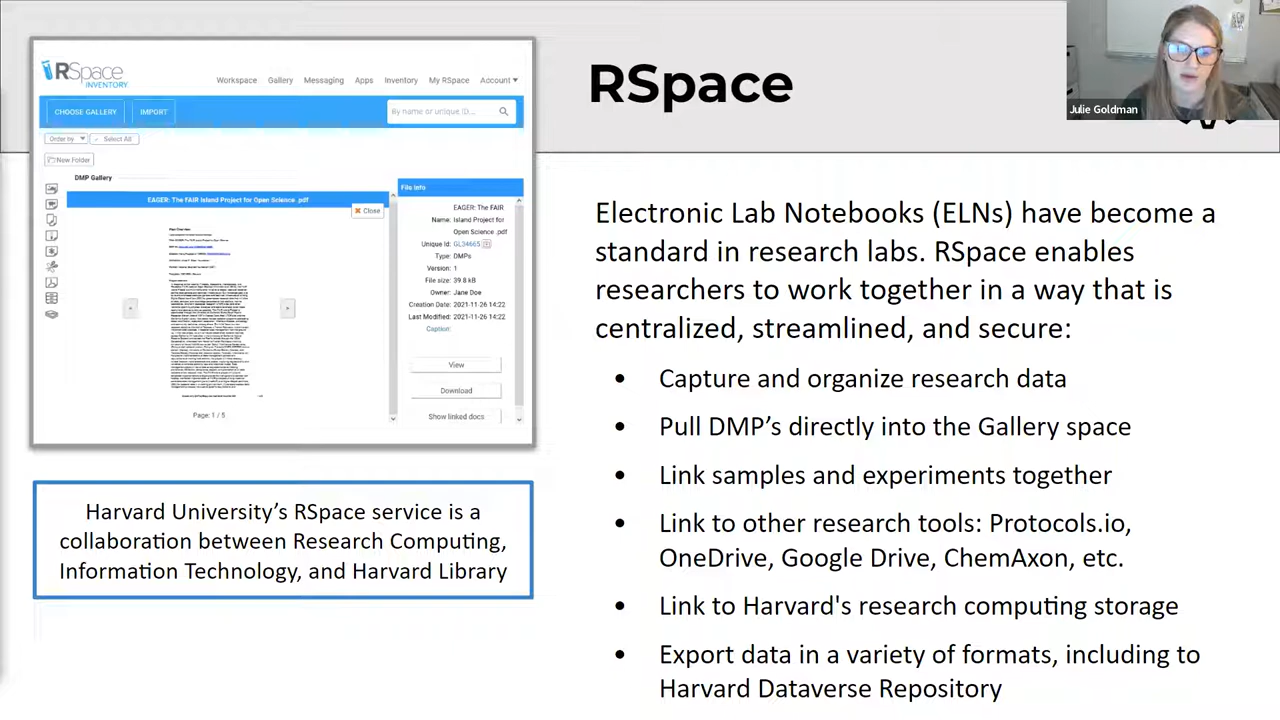 RSpace
INVENTORY
Workspace Gallery Messaging Apps Inventory My RSpace Account
CHOOSE GALLERY IMPORT By name or unique ID...
Order by Select All
New Folder
DMP Gallery
EAGER: The FAIR Island Project for Open Science .pdf
Close
Page: 1 / 5
File Info
Name: EAGER: The FAIR
Island Project for
Open Science .pdf
Unique Id: GL34665
Type: DMPs
Version: 1
File size: 39.8 kB
Owner: Jane Doe
Creation Date: 2021-11-26 14:22
Last Modified: 2021-11-26 14:22
Caption:
View
Download
Show linked docs
Harvard University’s RSpace service is a
collaboration between Research Computing,
Information Technology, and Harvard Library
RSpace
Julie Goldman
Electronic Lab Notebooks (ELNs) have become a
standard in research labs. RSpace enables
researchers to work together in a way that is
centralized, streamlined, and secure:
• Capture and organize research data
• Pull DMP’s directly into the Gallery space
• Link samples and experiments together
• Link to other research tools: Protocols.io,
OneDrive, Google Drive, ChemAxon, etc.
• Link to Harvard's research computing storage
• Export data in a variety of formats, including to
Harvard Dataverse Repository